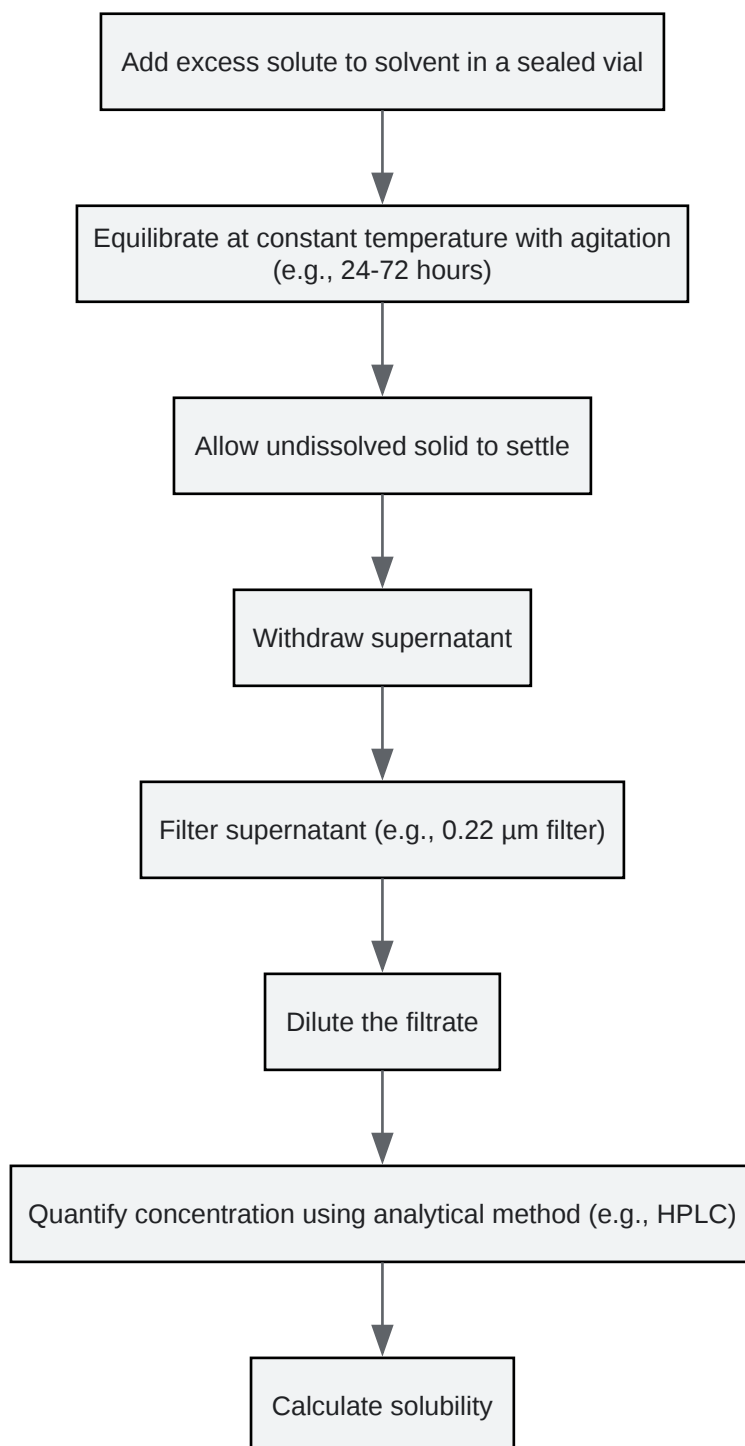 Add excess solute to solvent in a sealed vial
Equilibrate at constant temperature with agitation
(e.g., 24-72 hours)
Allow undissolved solid to settle
Withdraw supernatant
Filter supernatant (e.g., 0.22 µm filter)
Dilute the filtrate
Quantify concentration using analytical method (e.g., HPLC)
Calculate solubility